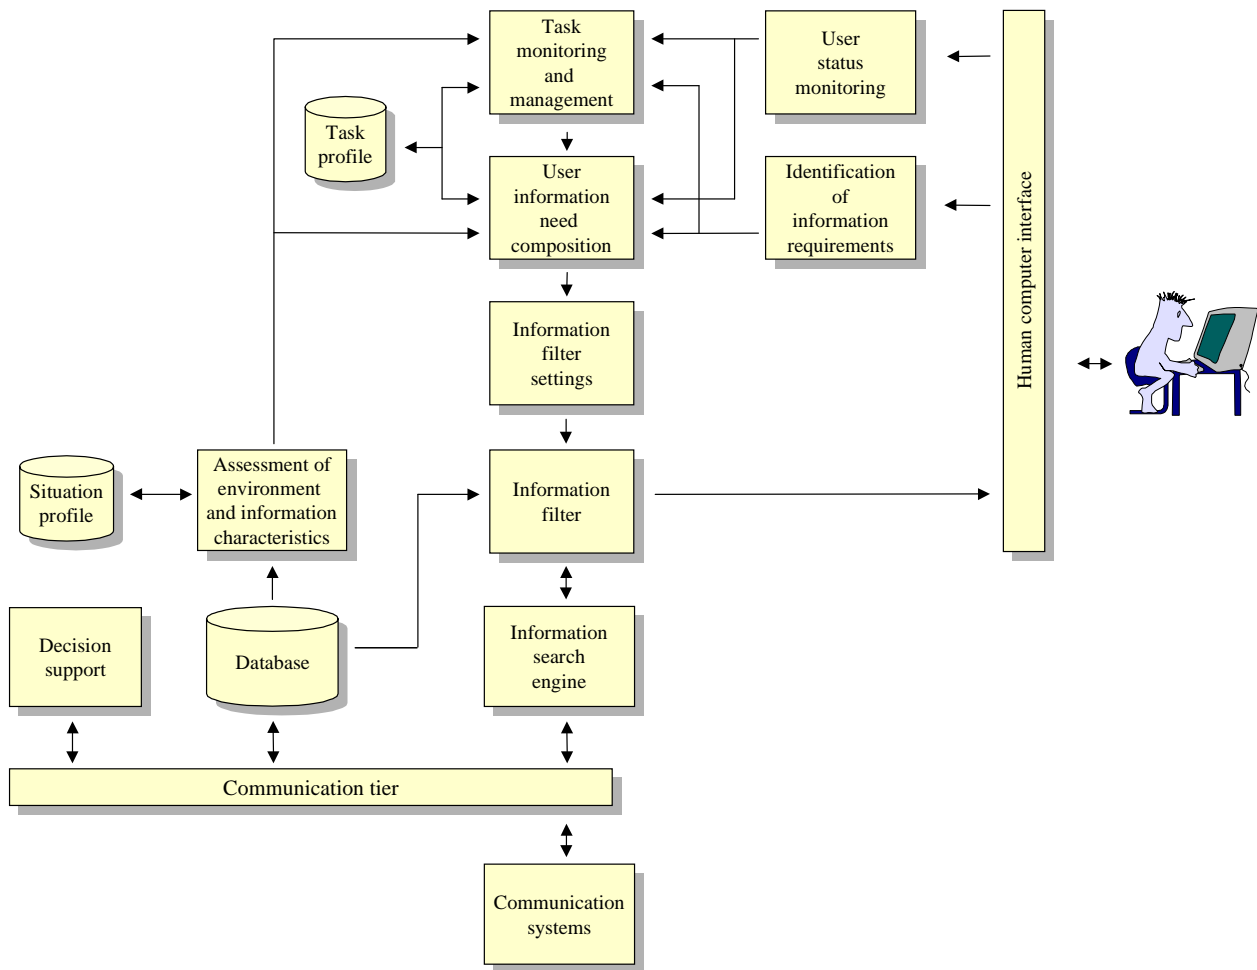 Task
monitoring
and
management
User
status
monitoring
Task
profile
User
information
need
composition
Identification
of
information
requirements
Human computer interface
Information
filter
settings
Situation
profile
Assessment of
environment
and information
characteristics
Information
filter
Decision
support
Database
Information
search
engine
Communication tier
Communication
systems